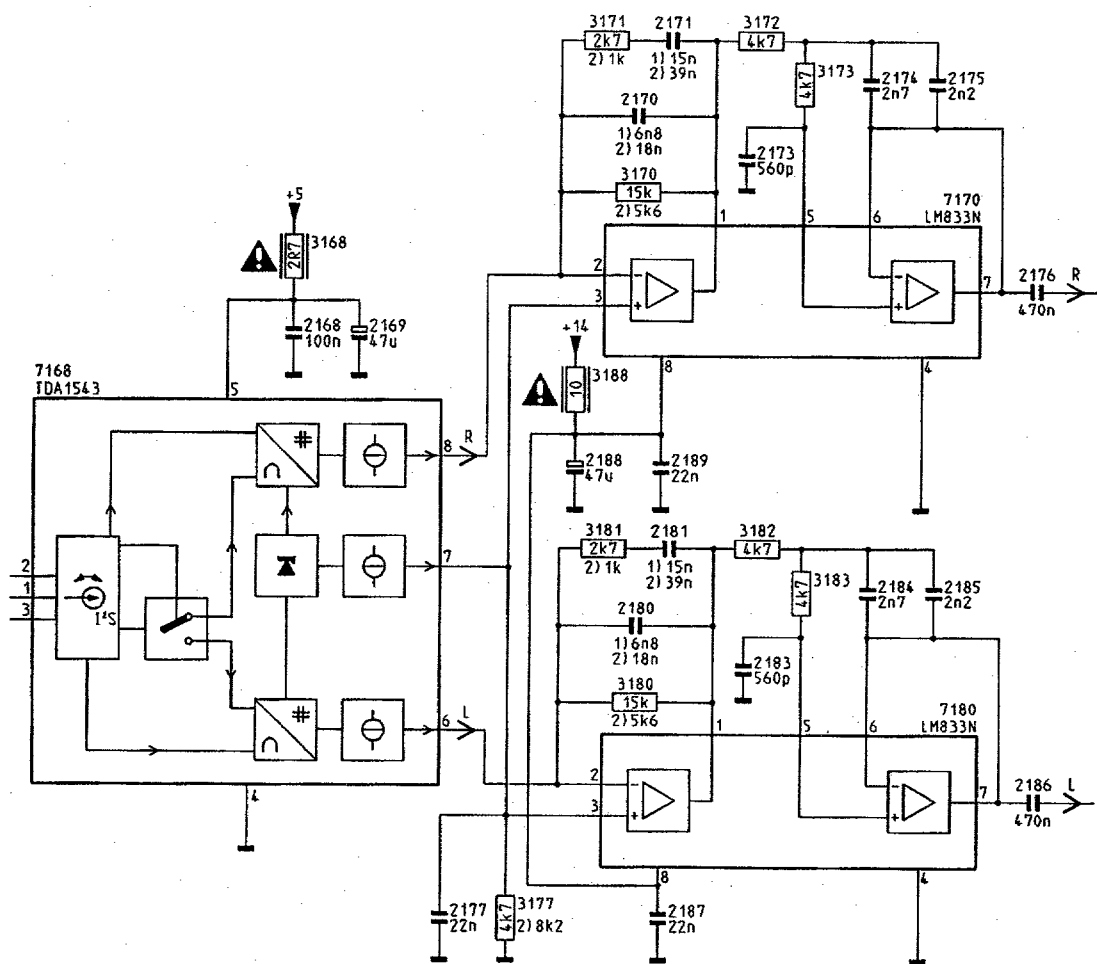 3171
2k7
2)1k
2171
1)15n
2)39n
3172
4k7
3173
4k7
2174
2n7
2175
2n2
2170
1)6n8
2)18n
2173
560p
3170
15k
2)5k6
1
5
6
7170
LM833N
+5
3168
2R7
2
-
3
+
-
+
7
2176
470n
R
2168
100n
2169
47u
+14
3188
10
8
4
7168
TDA1543
5
#
8
R
2188
47u
2189
22n
7
2
1
3
I²S
3181
2k7
2)1k
2181
1)15n
2)39n
3182
4k7
3183
4k7
2184
2n7
2185
2n2
2180
1)6n8
2)18n
2183
560p
3180
15k
2)5k6
#
6
L
1
5
6
7180
LM833N
4
2
-
3
+
-
+
7
2186
470n
L
8
4
2177
22n
3177
4k7
2)8k2
2187
22n